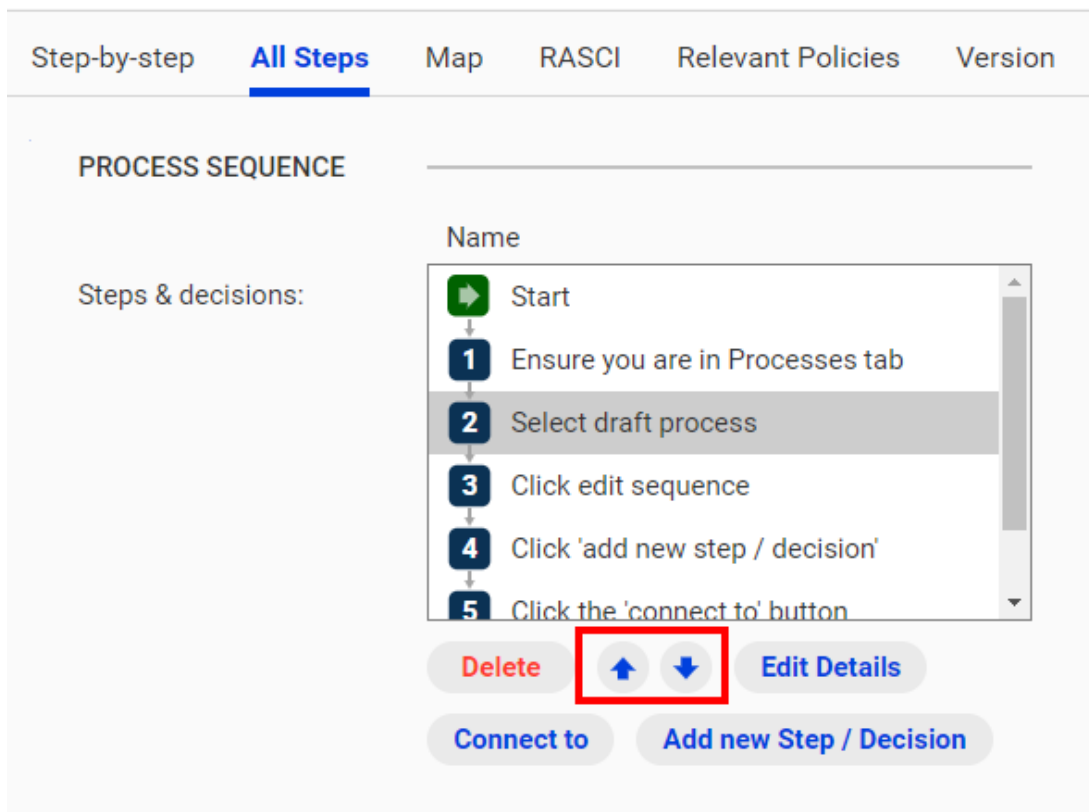 Step-by-step All Steps Map RASCI Relevant Policies Version
PROCESS SEQUENCE
Name
Steps & decisions:
Start
1 Ensure you are in Processes tab
2 Select draft process
3 Click edit sequence
4 Click 'add new step / decision'
5 Click the 'connect to' button
Delete Edit Details
Connect to Add new Step / Decision